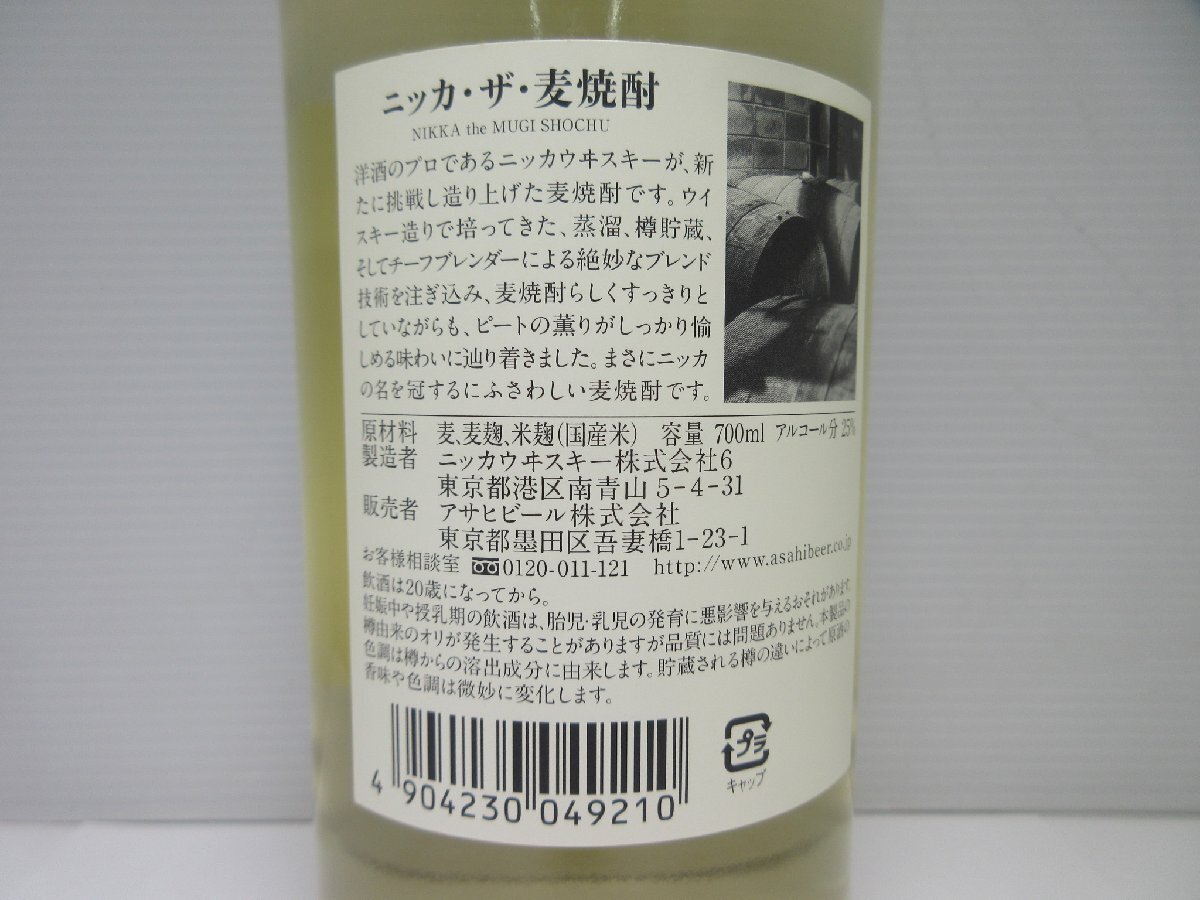 ニッカ・ザ・麦焼酎
NIKKA the MUGI SHOCHU
洋酒のプロであるニッカウヰスキーが、新
たに挑戦し造り上げた麦焼酎です。ウイ
スキー造りで培ってきた、蒸溜、樽貯蔵、
そしてチーフブレンダーによる絶妙なブレンド
技術を注ぎ込み、麦焼酎らしくすっきりと
していながらも、ピートの薫りがしっかり愉
しめる味わいに辿り着きました。まさにニッカ
の名を冠するにふさわしい麦焼酎です。
原材料 麦、麦麹、米麹(国産米) 容量 700ml アルコール分 25%
製造者 ニッカウヰスキー株式会社6
東京都港区南青山5-4-31
販売者 アサヒビール株式会社
東京都墨田区吾妻橋1-23-1
お客様相談室 0120-011-121 http://www.asahibeer.co.jp
飲酒は20歳になってから。
妊娠中や授乳期の飲酒は、胎児・乳児の発育に悪影響を与えるおそれがあります。
樽由来のオリが発生することがありますが品質には問題ありません。本製品の
色調は樽からの溶出成分に由来します。貯蔵される樽の違いによって原酒の
香味や色調は微妙に変化します。
4 904230 049210
プラ
キャップ